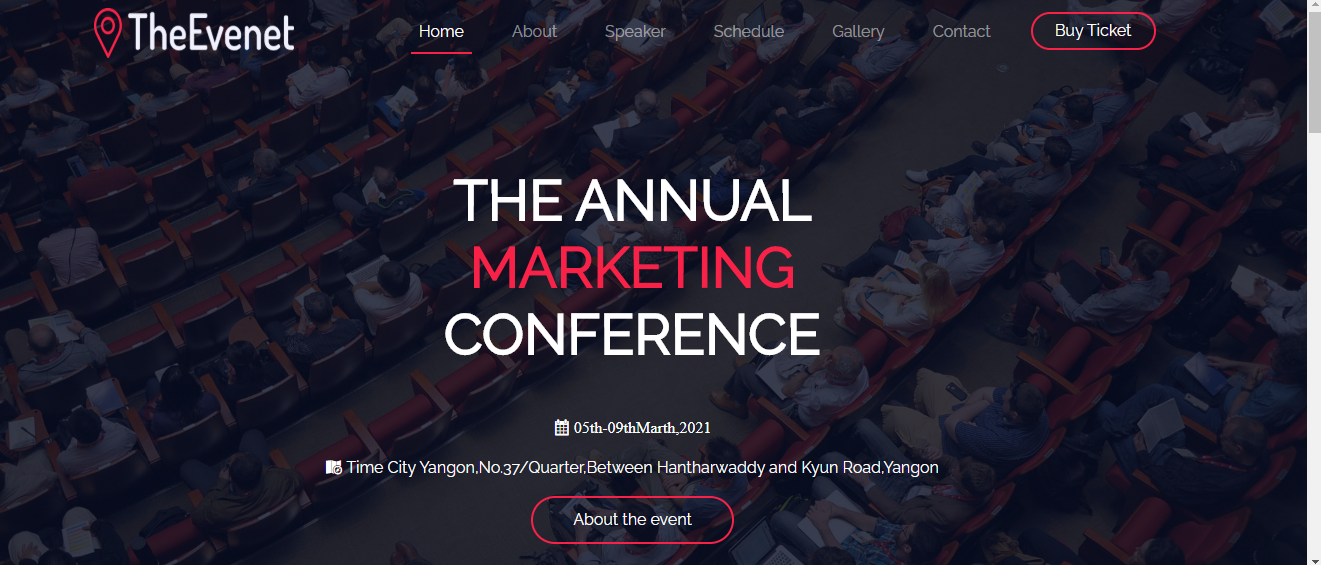 TheEvenet
Home About Speaker Schedule Gallery Contact Buy Ticket
THE ANNUAL
MARKETING
CONFERENCE
05th-09thMarth,2021
Time City Yangon,No.37/Quarter,Between Hantharwaddy and Kyun Road,Yangon
About the event